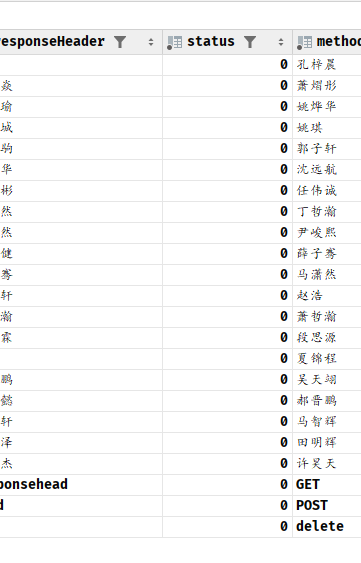 esponseHeader status method
0 孔梓晨
焱 0 萧熠彤
瑜 0 姚烨华
城 0 姚琪
驹 0 郭子轩
华 0 沈远航
彬 0 任伟诚
然 0 丁哲瀚
然 0 尹峻熙
健 0 薛子骞
骞 0 马潇然
轩 0 赵浩
瀚 0 萧哲瀚
霖 0 段思源
0 夏锦程
鹏 0 吴天翊
懿 0 郝晋鹏
轩 0 马智辉
泽 0 田明辉
杰 0 许昊天
ponsehead 0 GET
d 0 POST
0 delete